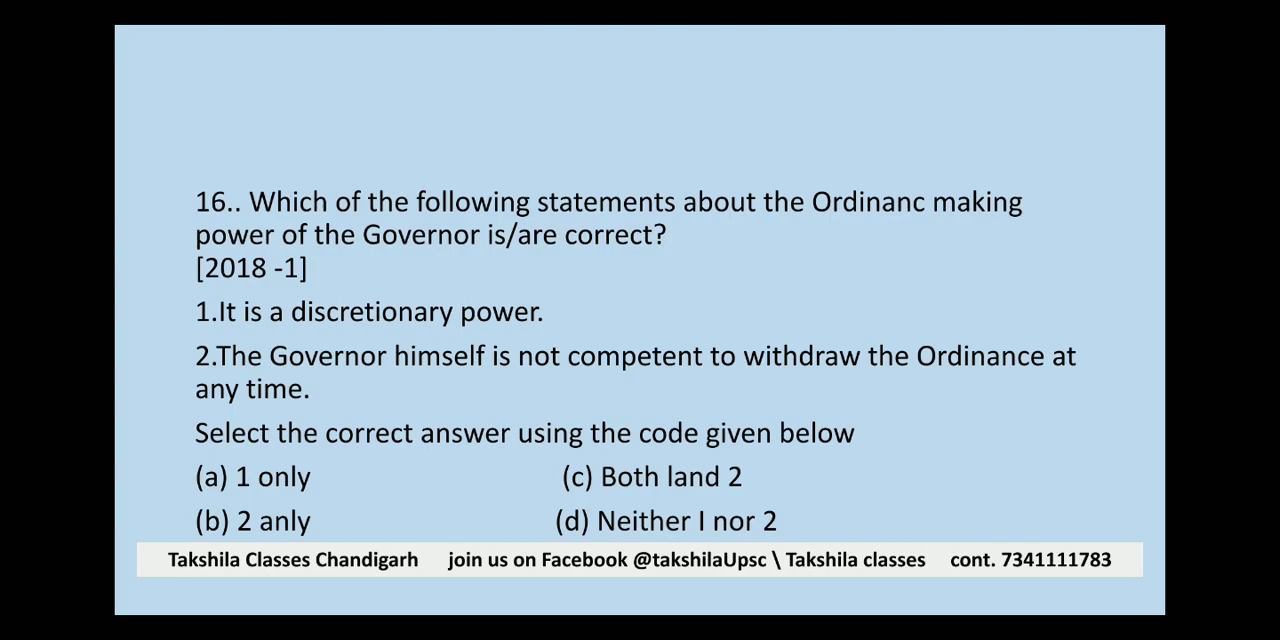 16.. Which of the following statements about the Ordinanc making
power of the Governor is/are correct?
[2018 -1]
1.It is a discretionary power.
2.The Governor himself is not competent to withdraw the Ordinance at
any time.
Select the correct answer using the code given below
(a) 1 only (c) Both land 2
(b) 2 anly (d) Neither I nor 2
Takshila Classes Chandigarh join us on Facebook @takshilaUpsc \ Takshila classes cont. 7341111783